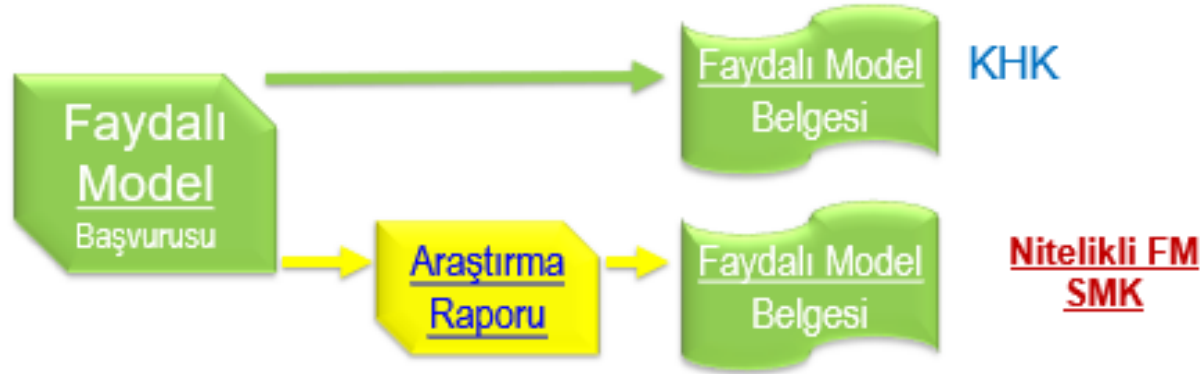 Faydalı
Model
Başvurusu
Faydalı Model
Belgesi
KHK
Araştırma
Raporu
Faydalı Model
Belgesi
Nitelikli FM
SMK